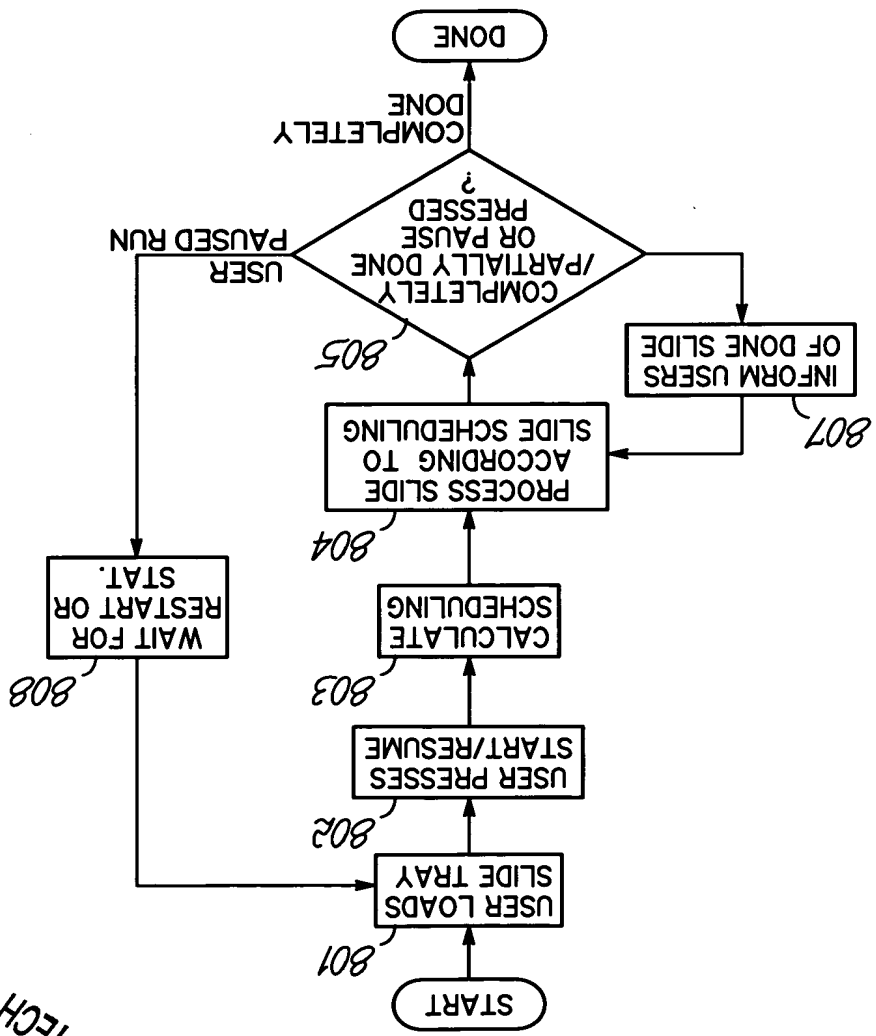 START
801
USER LOADS
SLIDE TRAY
802
USER PRESSES
START/RESUME
803
CALCULATE
SCHEDULING
804
PROCESS SLIDE
ACCORDING TO
SLIDE SCHEDULING
805
COMPLETELY
/PARTIALLY DONE
OR PAUSE
PRESSED
?
807
INFORM USERS
OF DONE SLIDE
USER
PAUSED RUN
808
WAIT FOR
RESTART OR
STAT.
COMPLETELY
DONE
DONE